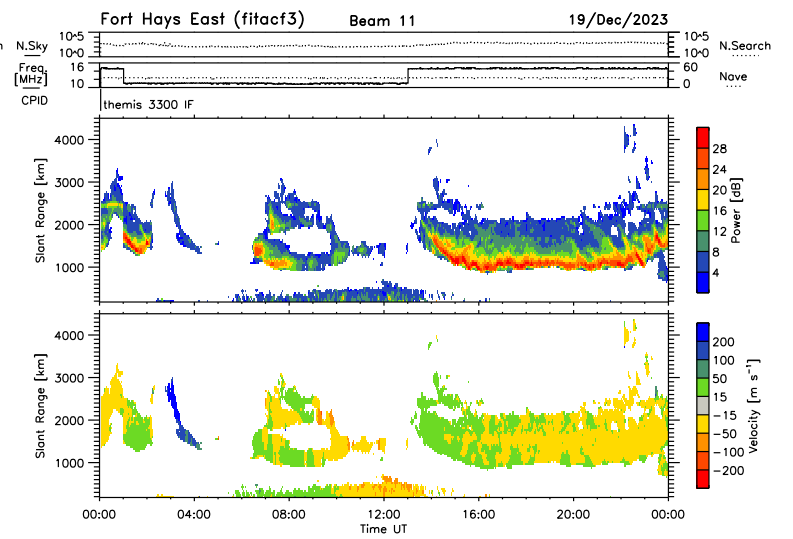 Fort Hays East (fitacf3) Beam 11 19/Dec/2023
n N.Sky 10^5 10^5 N.Search
10^0 10^0
Freq. 16 60 Nave
[MHz] 10 0
CPID themis 3300 IF
4000
3000
2000
1000
Slant Range [km]
28
24
20
16
12
8
4
Power [dB]
4000
3000
2000
1000
Slant Range [km]
200
100
50
15
-15
-50
-100
-200
Velocity [m s⁻¹]
00:00 04:00 08:00 12:00 16:00 20:00 00:00
Time UT